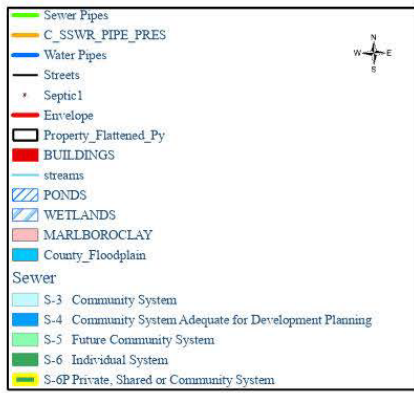 Sewer Pipes
C_SSWR_PIPE_PRES
Water Pipes
Streets
Septic1
Envelope
Property_Flattened_Py
BUILDINGS
streams
PONDS
WETLANDS
MARLBOROCLAY
County_Floodplain
N
W E
S
Sewer
S-3 Community System
S-4 Community System Adequate for Development Planning
S-5 Future Community System
S-6 Individual System
S-6P Private, Shared or Community System